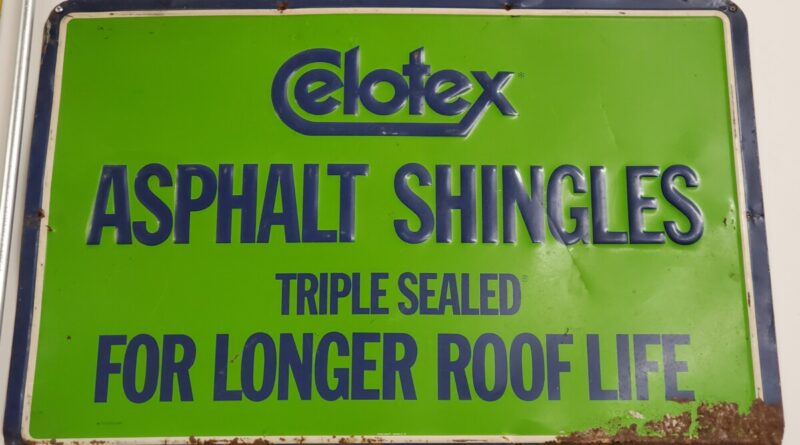 Celotex*
ASPHALT SHINGLES
TRIPLE SEALED*
FOR LONGER ROOF LIFE